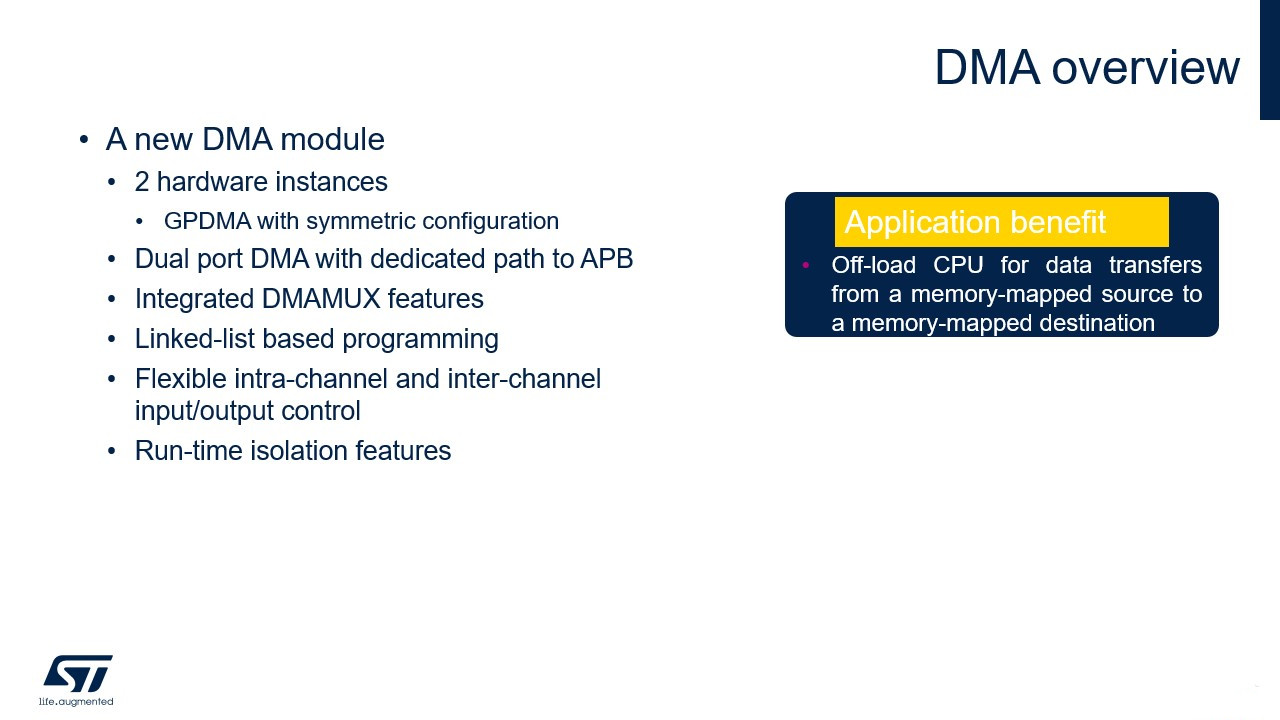 DMA overview
• A new DMA module
• 2 hardware instances
• GPDMA with symmetric configuration
• Dual port DMA with dedicated path to APB
• Integrated DMAMUX features
• Linked-list based programming
• Flexible intra-channel and inter-channel
input/output control
• Run-time isolation features
Application benefit
• Off-load CPU for data transfers
from a memory-mapped source to
a memory-mapped destination
ST
life.augmented